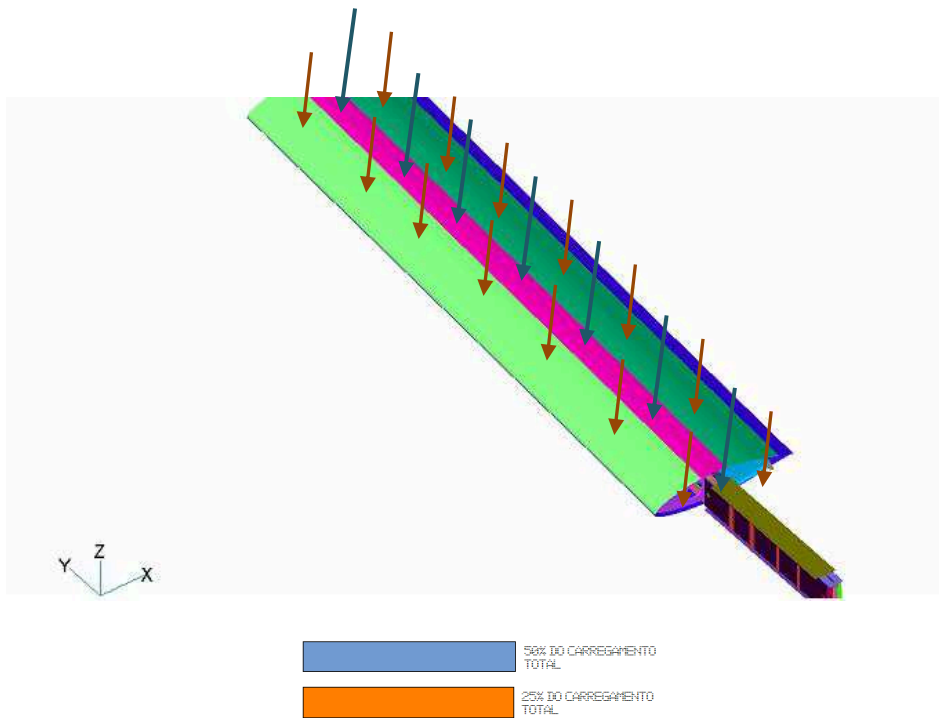 Z
Y
X
50% DO CARREGAMENTO
TOTAL
25% DO CARREGAMENTO
TOTAL